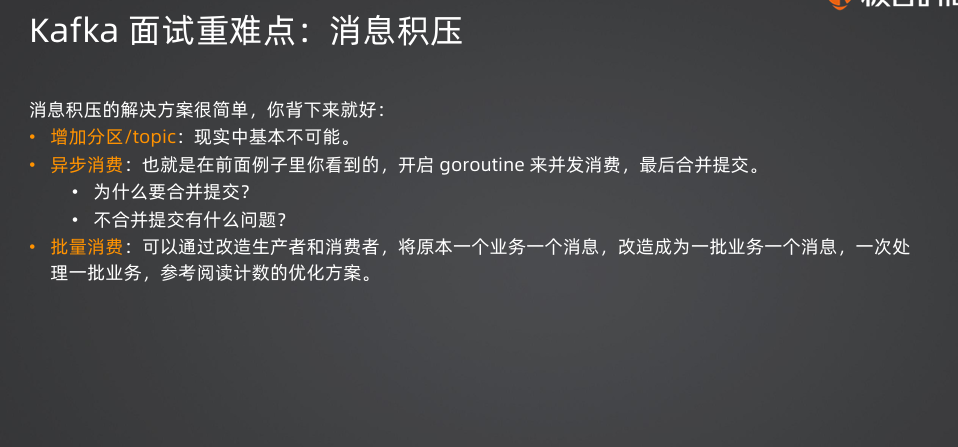 Kafka 面试重难点：消息积压
消息积压的解决方案很简单，你背下来就好：
• 增加分区/topic：现实中基本不可能。
• 异步消费：也就是在前面例子里你看到的，开启 goroutine 来并发消费，最后合并提交。
• 为什么要合并提交？
• 不合并提交有什么问题？
• 批量消费：可以通过改造生产者和消费者，将原本一个业务一个消息，改造成为一批业务一个消息，一次处
理一批业务，参考阅读计数的优化方案。